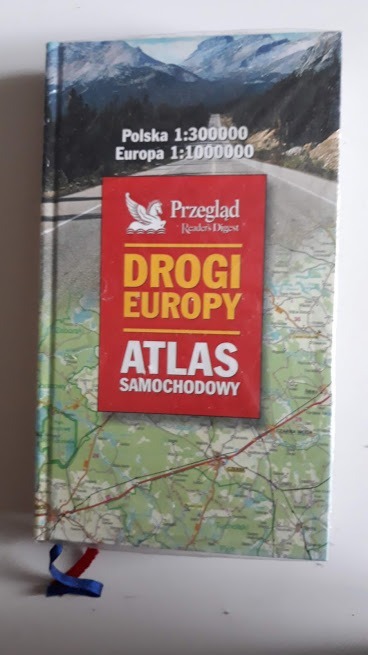 Polska 1:300000
Europa 1:1000000
Przegląd
Reader's Digest
DROGI
EUROPY
ATLAS
SAMOCHODOWY